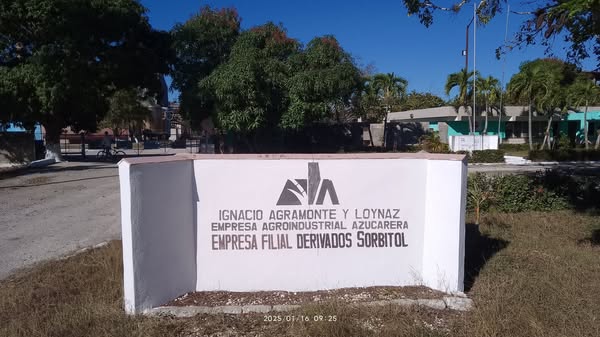 IGNACIO AGRAMONTE Y LOYNAZ
EMPRESA AGROINDUSTRIAL AZUCARERA
EMPRESA FILIAL DERIVADOS SORBITOL
2025/01/16 09:25